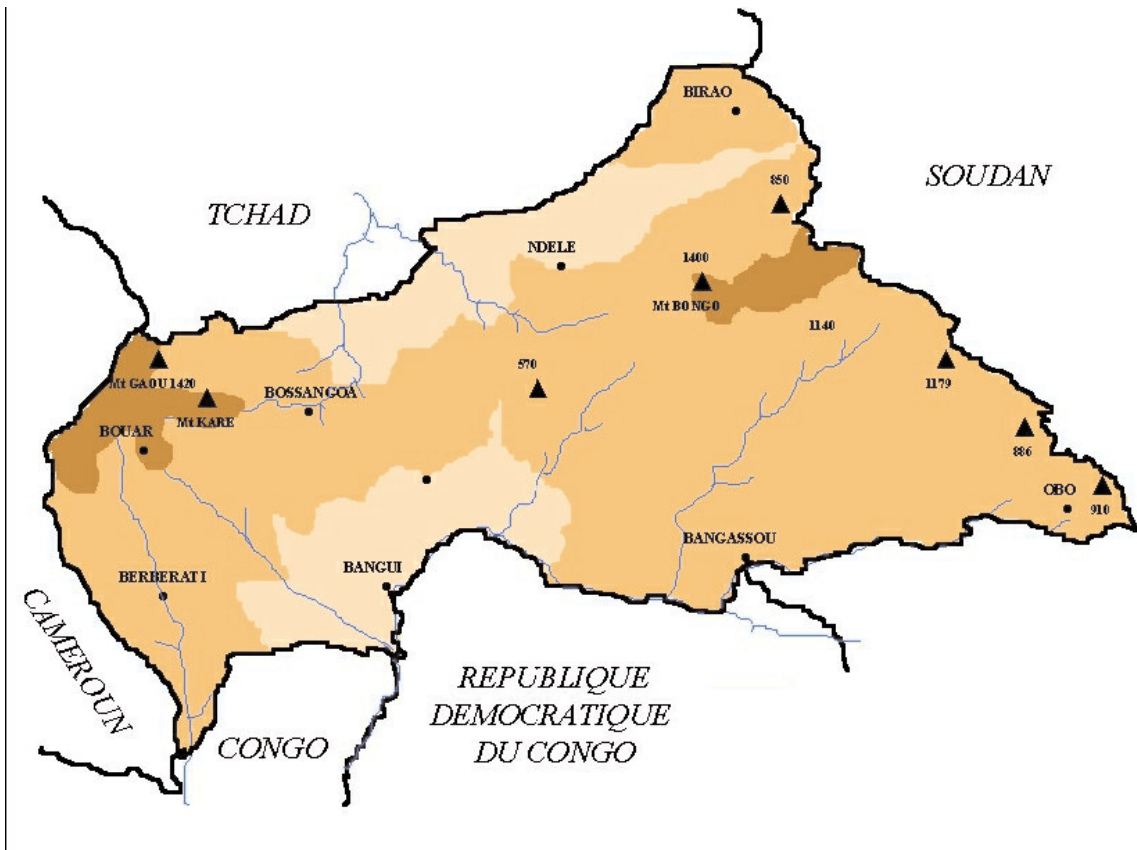 BIRAO
SOUDAN
850
TCHAD
NDELE
1400
Mt BONGO
1140
570
1179
Mt GAOU 1420
BOSSANGOA
Mt KARE
BOUAR
886
OBO
910
BANGASSOU
BERBERATI
BANGUI
CAMEROUN
REPUBLIQUE
DEMOCRATIQUE
DU CONGO
CONGO